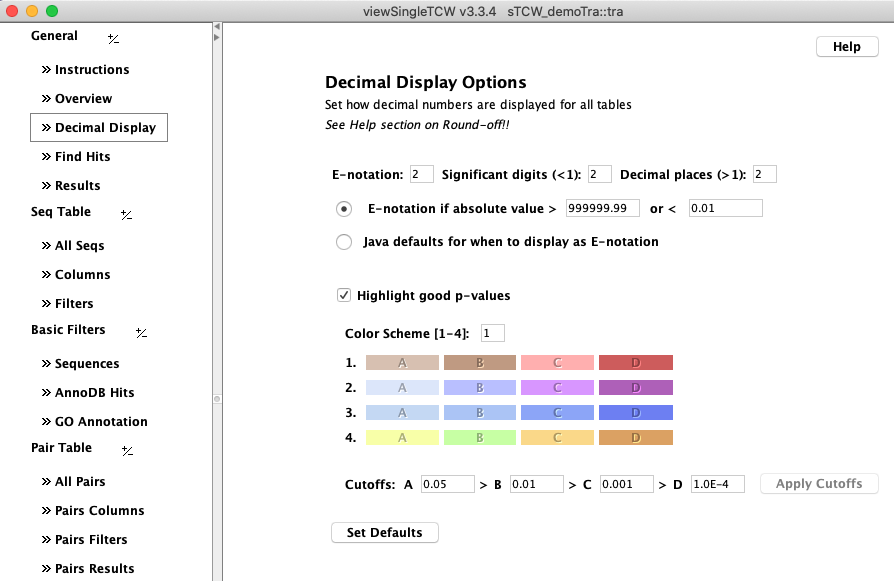 viewSingleTCW v3.3.4 sTCW_demoTra::tra
General +/-
» Instructions
» Overview
» Decimal Display
» Find Hits
» Results
Seq Table +/-
» All Seqs
» Columns
» Filters
Basic Filters +/-
» Sequences
» AnnoDB Hits
» GO Annotation
Pair Table +/-
» All Pairs
» Pairs Columns
» Pairs Filters
» Pairs Results
Help
Decimal Display Options
Set how decimal numbers are displayed for all tables
See Help section on Round-off!!
E-notation: 2 Significant digits (<1): 2 Decimal places (>1): 2
E-notation if absolute value > 999999.99 or < 0.01
Java defaults for when to display as E-notation
Highlight good p-values
Color Scheme [1-4]: 1
1. A B C D
2. A B C D
3. A B C D
4. A B C D
Cutoffs: A 0.05 > B 0.01 > C 0.001 > D 1.0E-4 Apply Cutoffs
Set Defaults